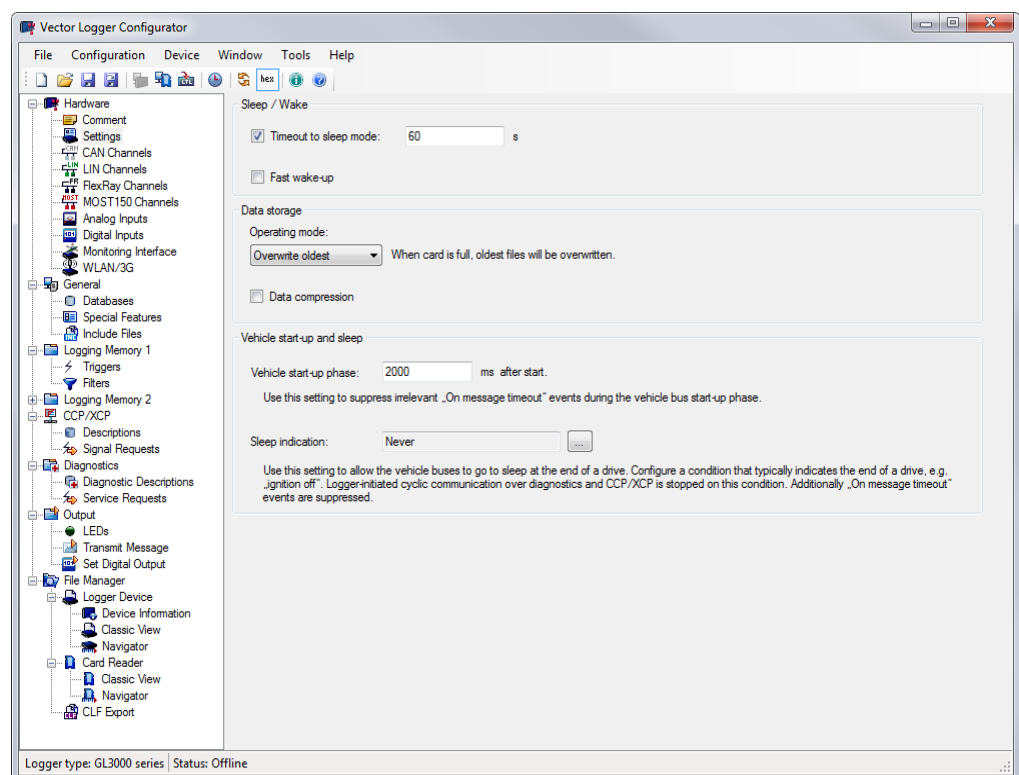 Vector Logger Configurator
File Configuration Device Window Tools Help
hex
Hardware
Comment
Settings
CAN Channels
LIN Channels
FlexRay Channels
MOST150 Channels
Analog Inputs
Digital Inputs
Monitoring Interface
WLAN/3G
General
Databases
Special Features
Include Files
Logging Memory 1
Triggers
Filters
Logging Memory 2
CCP/XCP
Descriptions
Signal Requests
Diagnostics
Diagnostic Descriptions
Service Requests
Output
LEDs
Transmit Message
Set Digital Output
File Manager
Logger Device
Device Information
Classic View
Navigator
Card Reader
Classic View
Navigator
CLF Export
Sleep / Wake
Timeout to sleep mode: 60 s
Fast wake-up
Data storage
Operating mode:
Overwrite oldest When card is full, oldest files will be overwritten.
Data compression
Vehicle start-up and sleep
Vehicle start-up phase: 2000 ms after start.
Use this setting to suppress irrelevant „On message timeout" events during the vehicle bus start-up phase.
Sleep indication: Never ...
Use this setting to allow the vehicle buses to go to sleep at the end of a drive. Configure a condition that typically indicates the end of a drive, e.g.
„ignition off". Logger-initiated cyclic communication over diagnostics and CCP/XCP is stopped on this condition. Additionally „On message timeout"
events are suppressed.
Logger type: GL3000 series Status: Offline